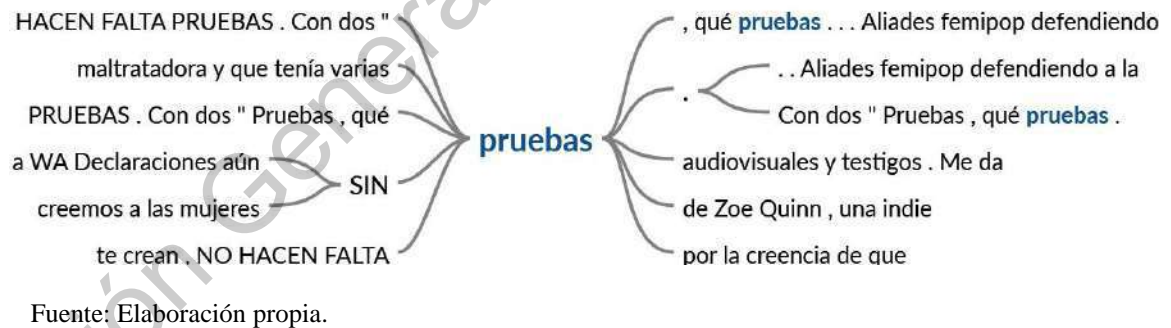 HACEN FALTA PRUEBAS . Con dos "
maltratadora y que tenía varias
PRUEBAS . Con dos " Pruebas , qué
a WA Declaraciones aún
creemos a las mujeres
SIN
te crean . NO HACEN FALTA
pruebas
, qué pruebas . . . Aliades femipop defendiendo
.
. . Aliades femipop defendiendo a la
Con dos " Pruebas , qué pruebas .
audiovisuales y testigos . Me da
de Zoe Quinn , una indie
por la creencia de que
Fuente: Elaboración propia.